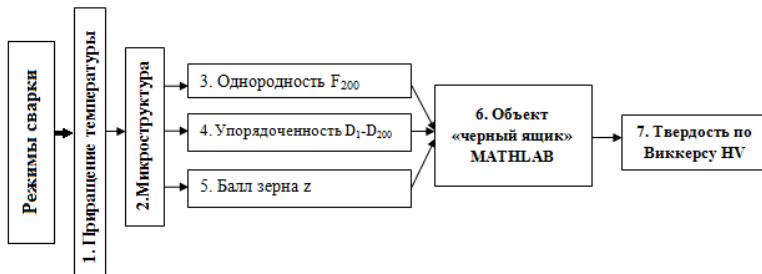 Режимы сварки
1. Приращение температуры
2.Микроструктура
3. Однородность F200
4. Упорядоченность D1-D200
5. Балл зерна z
6. Объект
«черный ящик»
MATHLAB
7. Твердость по
Виккерсу HV